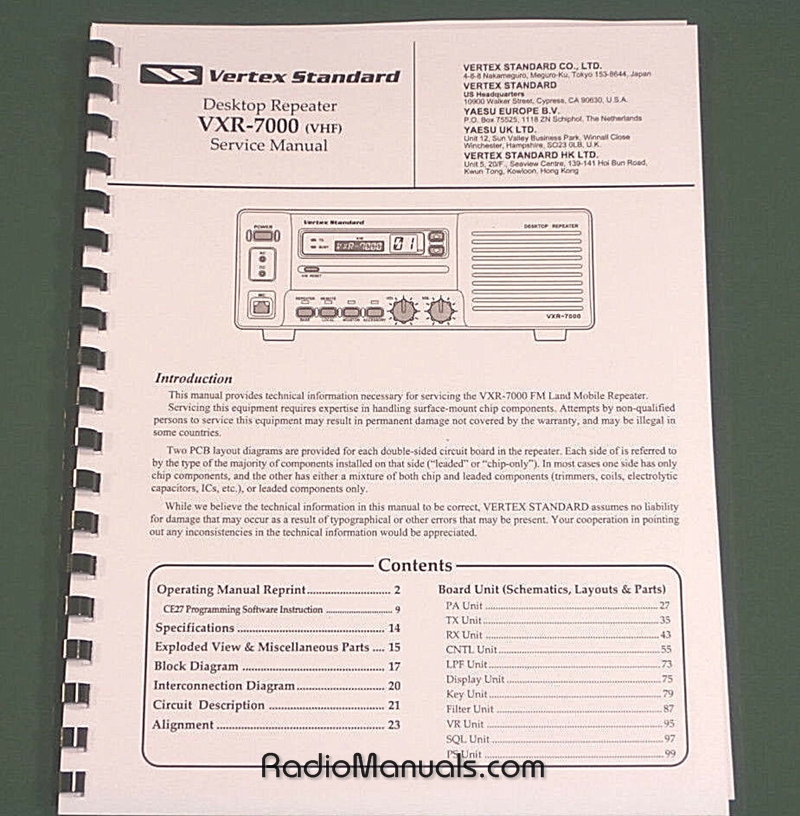 Vertex Standard
Desktop Repeater
VXR-7000 (VHF)
Service Manual
VERTEX STANDARD CO., LTD.
4-8-8 Nakameguro, Meguro-Ku, Tokyo 153-8644, Japan
VERTEX STANDARD
US Headquarters
10900 Walker Street, Cypress, CA 90630, U.S.A.
YAESU EUROPE B.V.
P.O. Box 75525, 1118 ZN Schiphol, The Netherlands
YAESU UK LTD.
Unit 12, Sun Valley Business Park, Winnall Close
Winchester, Hampshire, SO23 0LB, U.K.
VERTEX STANDARD HK LTD.
Unit 5, 20/F., Seaview Centre, 139-141 Hoi Bun Road,
Kwun Tong, Kowloon, Hong Kong
POWER
Vertex Standard
DESKTOP REPEATER
VXR-7000
01
MIC
REPEATER
REMOTE
BASE
LOCAL
MONITOR
ACCESSORY
VXR-7000
Introduction
This manual provides technical information necessary for servicing the VXR-7000 FM Land Mobile Repeater.
Servicing this equipment requires expertise in handling surface-mount chip components. Attempts by non-qualified
persons to service this equipment may result in permanent damage not covered by the warranty, and may be illegal in
some countries.
Two PCB layout diagrams are provided for each double-sided circuit board in the repeater. Each side of is referred to
by the type of the majority of components installed on that side ("leaded" or "chip-only"). In most cases one side has only
chip components, and the other has either a mixture of both chip and leaded components (trimmers, coils, electrolytic
capacitors, ICs, etc.), or leaded components only.
While we believe the technical information in this manual to be correct, VERTEX STANDARD assumes no liability
for damage that may occur as a result of typographical or other errors that may be present. Your cooperation in pointing
out any inconsistencies in the technical information would be appreciated.
Contents
Operating Manual Reprint............................ 2
CE27 Programming Software Instruction ........................ 9
Specifications ............................................ 14
Exploded View & Miscellaneous Parts .... 15
Block Diagram .......................................... 17
Interconnection Diagram.......................... 20
Circuit Description ................................... 21
Alignment .................................................. 23
Board Unit (Schematics, Layouts & Parts)
PA Unit .................................................. 27
TX Unit .................................................. 35
RX Unit .................................................. 43
CNTL Unit .............................................. 55
LPF Unit ................................................. 73
Display Unit ........................................... 75
Key Unit ................................................. 79
Filter Unit ............................................... 87
VR Unit .................................................. 95
SQL Unit ................................................ 97
PS Unit ................................................... 99
RadioManuals.com